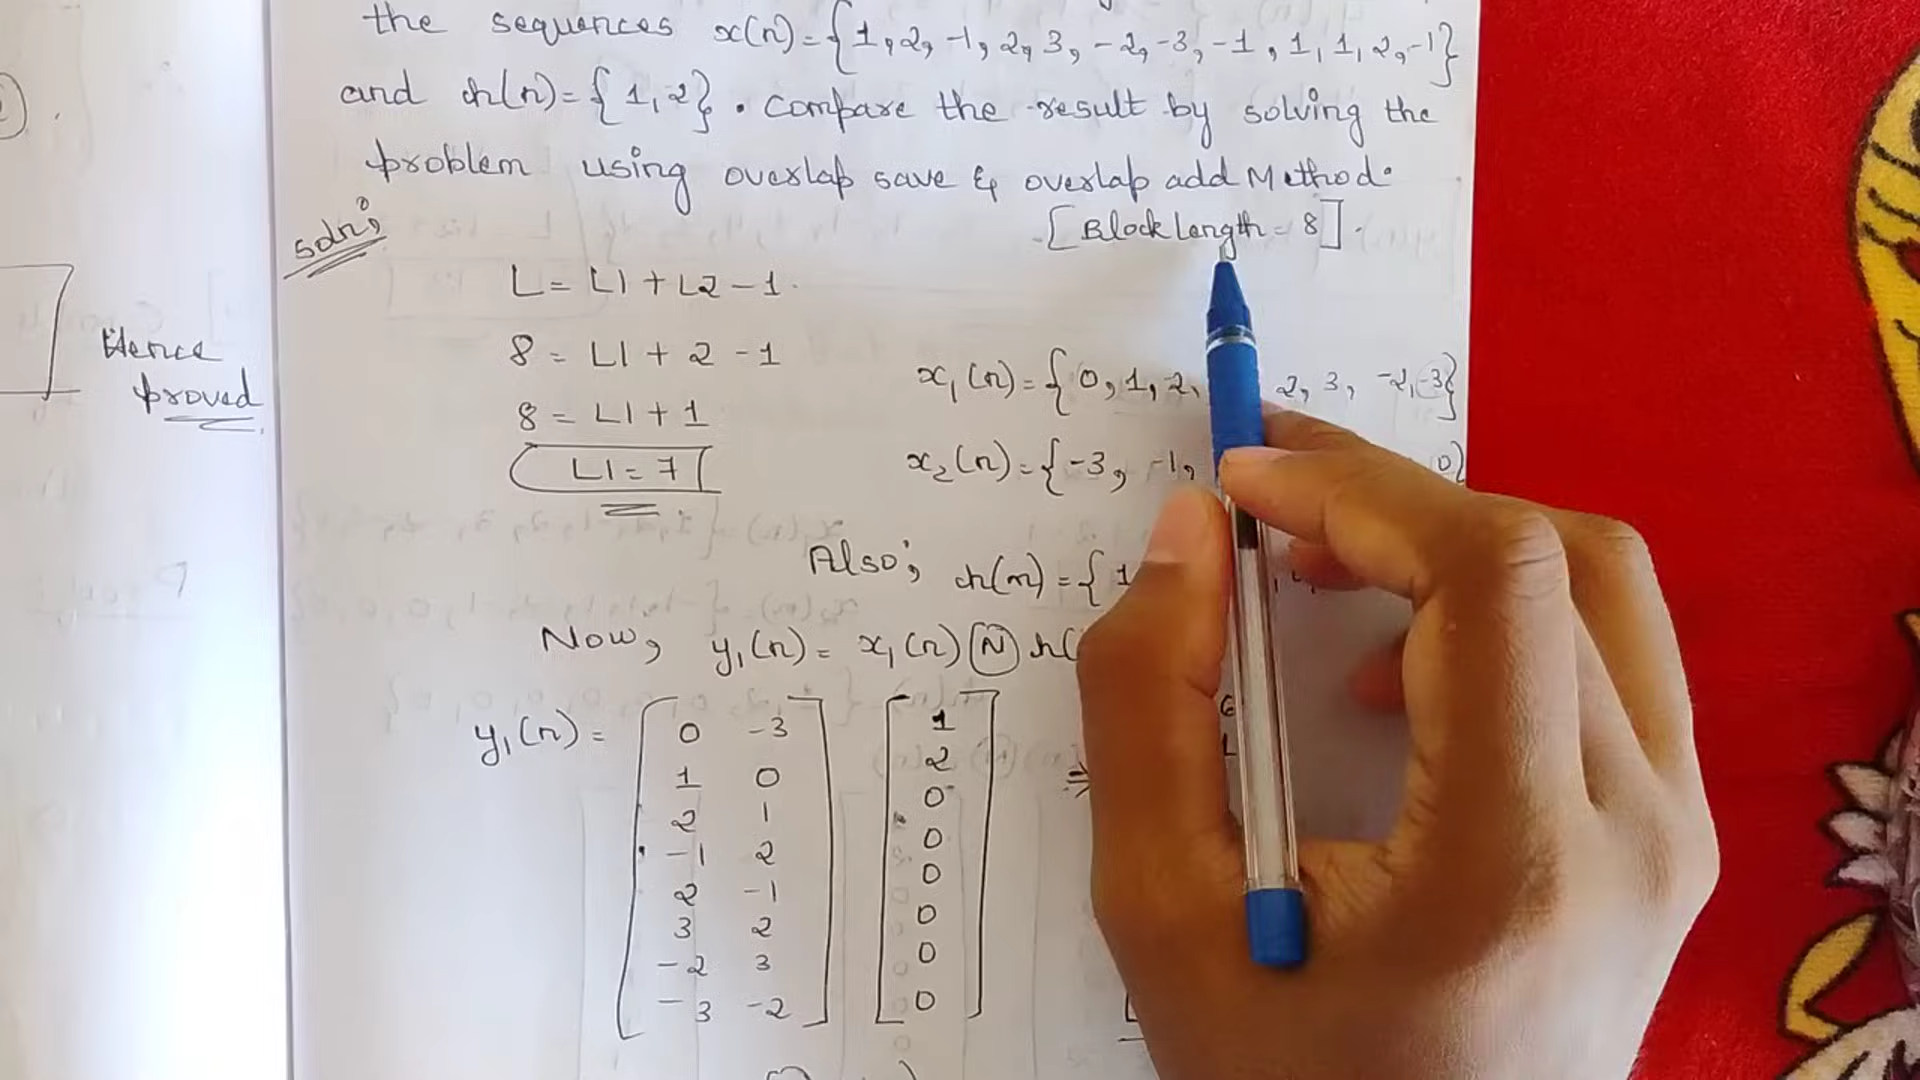 the sequences x(n)={1,2,-1,2,3,-2,-3,-1,1,1,2,-1}
and h(n)={1,2}. Compare the result by solving the
problem using overlap save & overlap add Method.
[Block length = 8].
soln;
L = L1 + L2 - 1.
8 = L1 + 2 - 1
8 = L1 + 1
L1 = 7
x₁(n)={0,1,2, 2, 3, -2,-3}
x₂(n)={-3, -1, 0}
Also; h(n)={1
Now, y₁(n)= x₁(n) (N) h(
y₁(n)=
0 -3
1 0
2 1
-1 2
2 -1
3 2
-2 3
-3 -2
1
2
0
0
0
0
0
0
⇒
Hence
proved